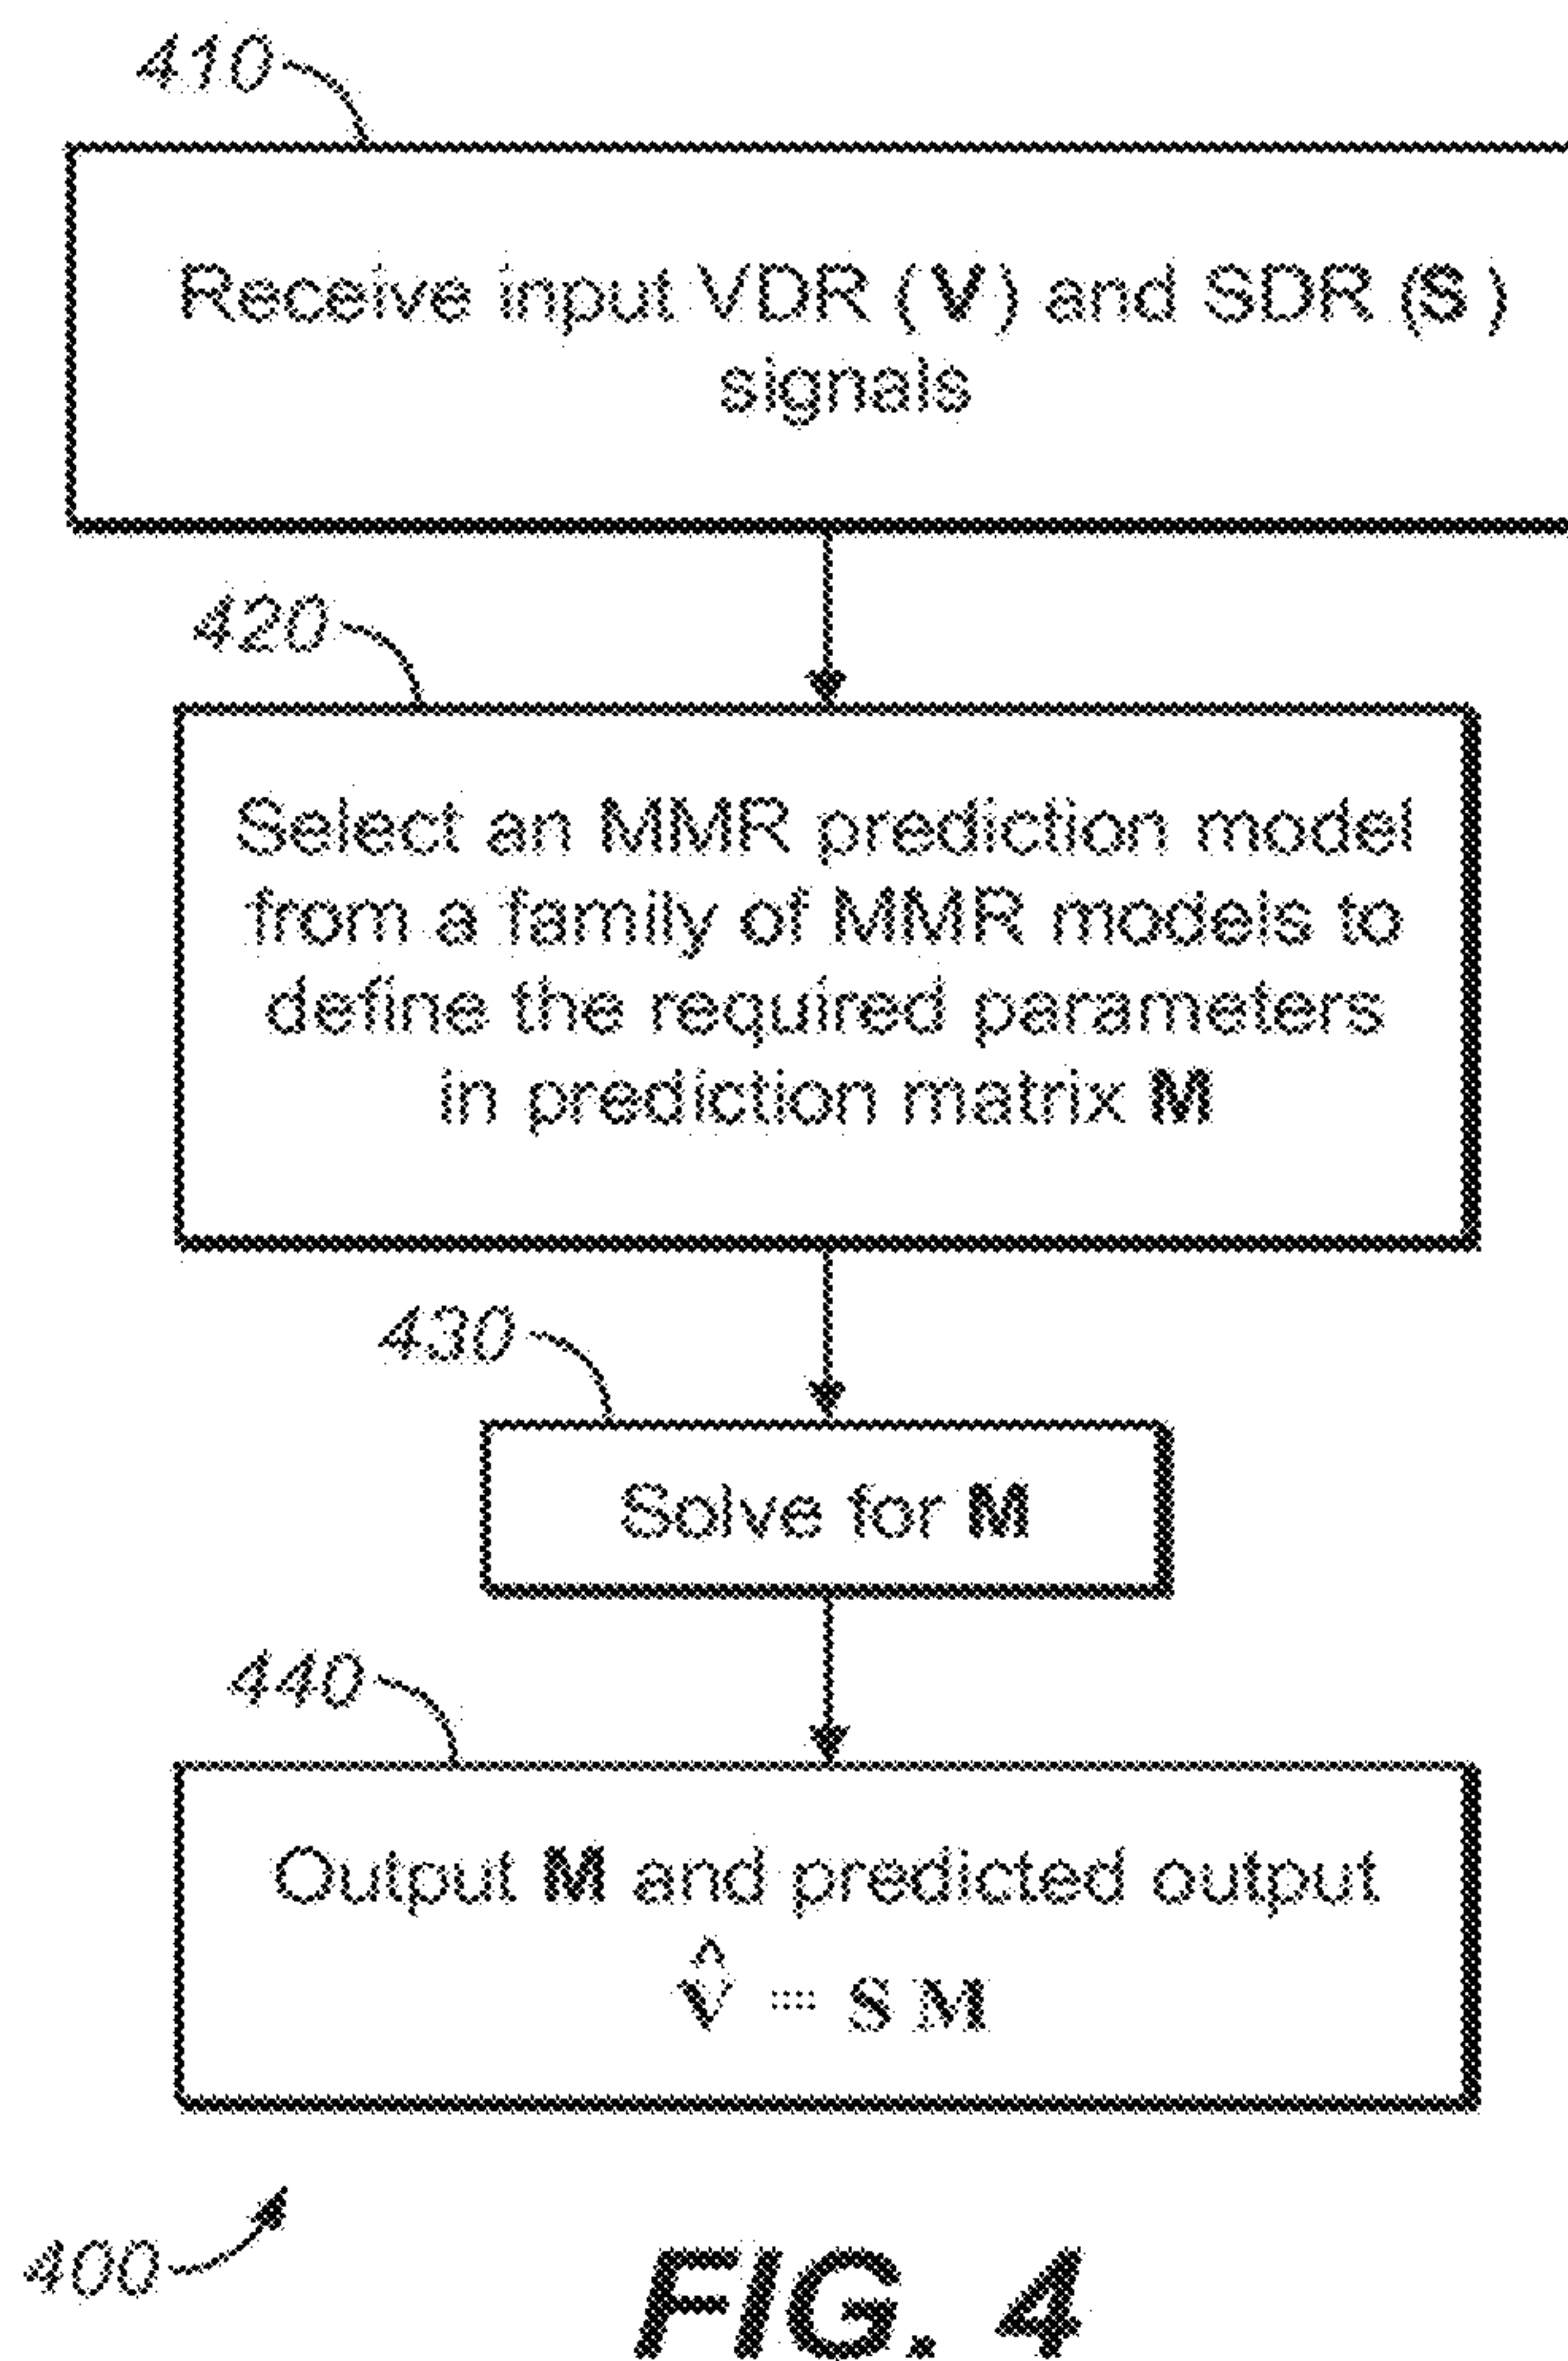 410
Receive input VDR (V) and SDR (S)
signals
420
Select an MMR prediction model
from a family of MMR models to
define the required parameters
in prediction matrix M
430
Solve for M
440
Output M and predicted output
V̂ = S M
400
FIG. 4